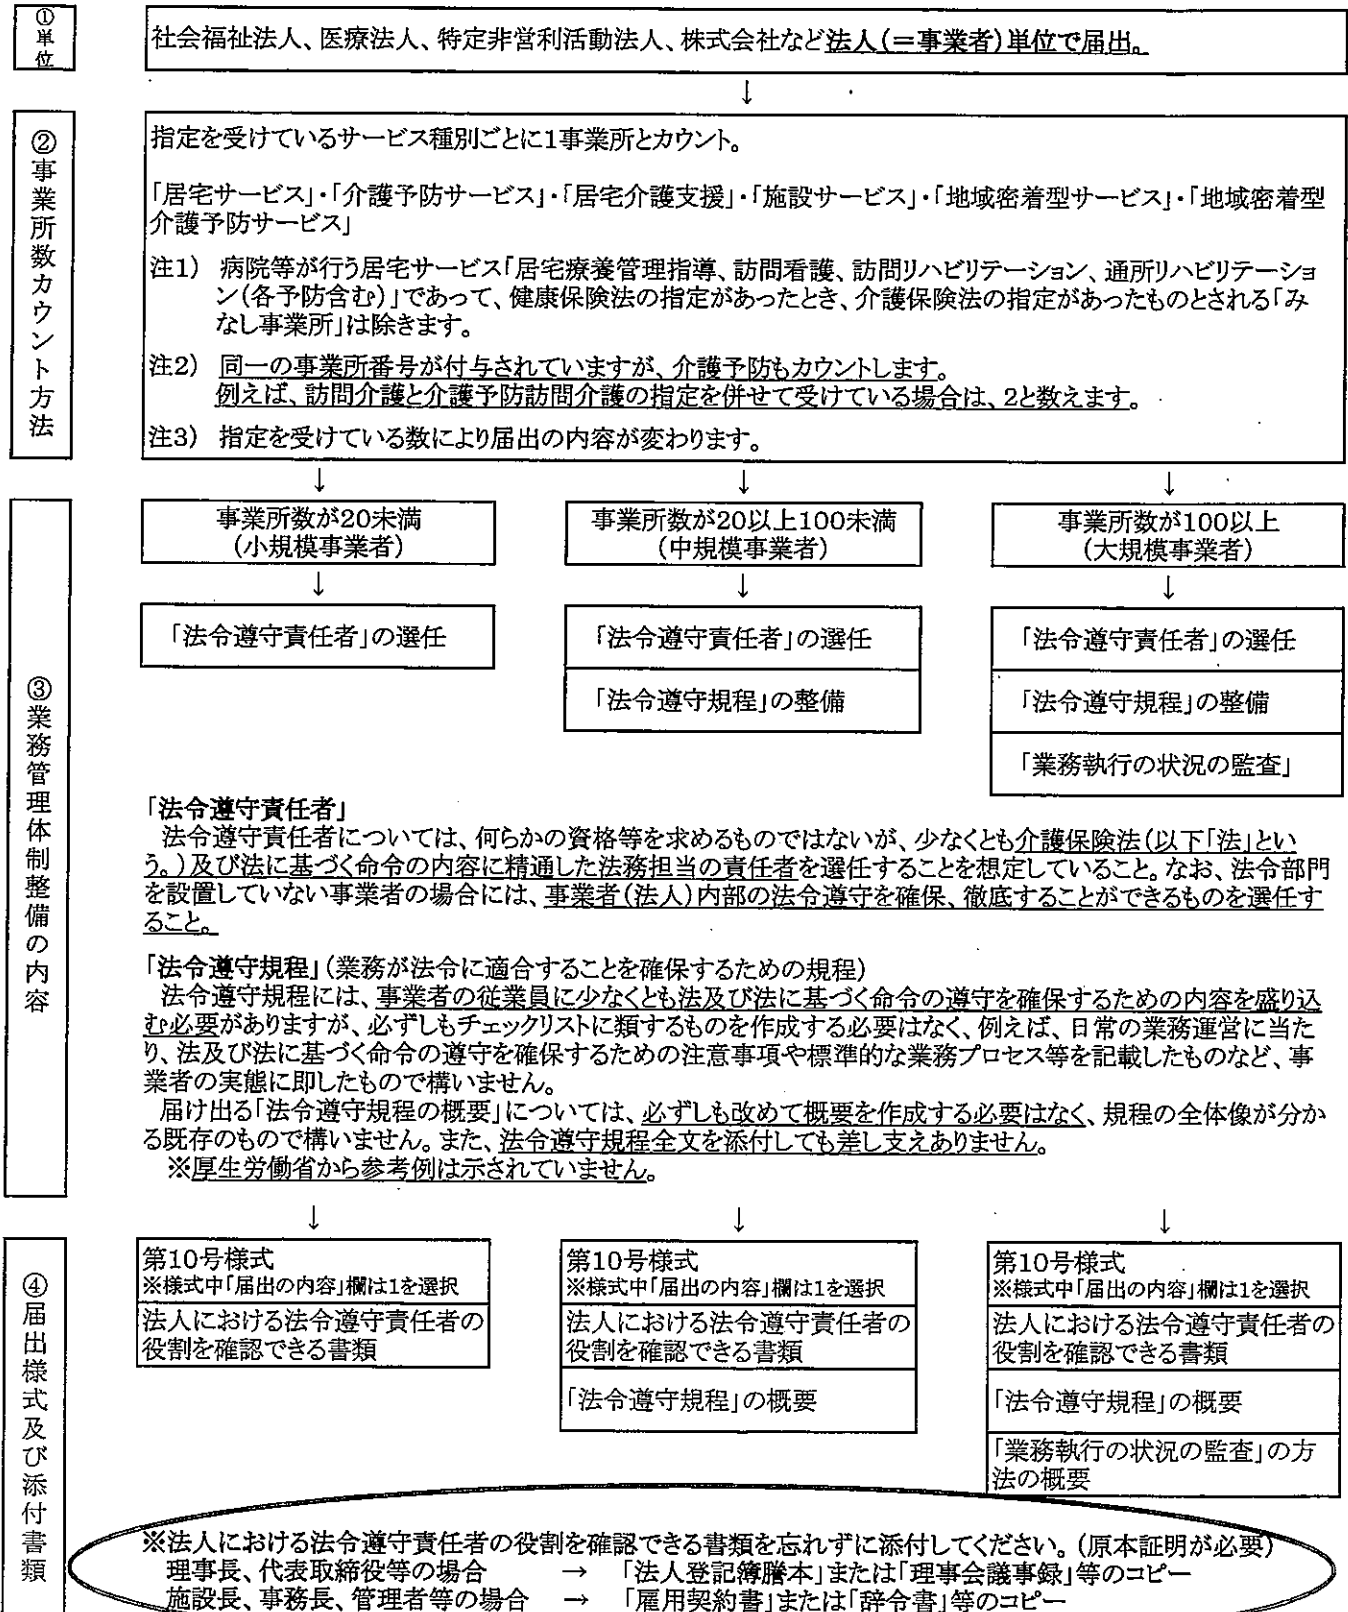 ①単位
社会福祉法人、医療法人、特定非営利活動法人、株式会社など法人(=事業者)単位で届出。
↓
②事業所数カウント方法
指定を受けているサービス種別ごとに1事業所とカウント。
「居宅サービス」・「介護予防サービス」・「居宅介護支援」・「施設サービス」・「地域密着型サービス」・「地域密着型
介護予防サービス」
注1) 病院等が行う居宅サービス「居宅療養管理指導、訪問看護、訪問リハビリテーション、通所リハビリテーショ
ン(各予防含む)」であって、健康保険法の指定があったとき、介護保険法の指定があったものとされる「み
なし事業所」は除きます。
注2) 同一の事業所番号が付与されていますが、介護予防もカウントします。
例えば、訪問介護と介護予防訪問介護の指定を併せて受けている場合は、2と数えます。
注3) 指定を受けている数により届出の内容が変わります。
↓ ↓ ↓
③業務管理体制整備の内容
事業所数が20未満
(小規模事業者)
↓
「法令遵守責任者」の選任
事業所数が20以上100未満
(中規模事業者)
↓
「法令遵守責任者」の選任
「法令遵守規程」の整備
事業所数が100以上
(大規模事業者)
↓
「法令遵守責任者」の選任
「法令遵守規程」の整備
「業務執行の状況の監査」
「法令遵守責任者」
法令遵守責任者については、何らかの資格等を求めるものではないが、少なくとも介護保険法(以下「法」とい
う。)及び法に基づく命令の内容に精通した法務担当の責任者を選任することを想定していること。なお、法令部門
を設置していない事業者の場合には、事業者(法人)内部の法令遵守を確保、徹底することができるものを選任す
ること。
「法令遵守規程」(業務が法令に適合することを確保するための規程)
法令遵守規程には、事業者の従業員に少なくとも法及び法に基づく命令の遵守を確保するための内容を盛り込
む必要がありますが、必ずしもチェックリストに類するものを作成する必要はなく、例えば、日常の業務運営に当た
り、法及び法に基づく命令の遵守を確保するための注意事項や標準的な業務プロセス等を記載したものなど、事
業者の実態に即したもので構いません。
届け出る「法令遵守規程の概要」については、必ずしも改めて概要を作成する必要はなく、規程の全体像が分か
る既存のもので構いません。また、法令遵守規程全文を添付しても差し支えありません。
※厚生労働省から参考例は示されていません。
↓ ↓ ↓
④届出様式及び添付書類
第10号様式
※様式中「届出の内容」欄は1を選択
法人における法令遵守責任者の
役割を確認できる書類
第10号様式
※様式中「届出の内容」欄は1を選択
法人における法令遵守責任者の
役割を確認できる書類
「法令遵守規程」の概要
第10号様式
※様式中「届出の内容」欄は1を選択
法人における法令遵守責任者の
役割を確認できる書類
「法令遵守規程」の概要
「業務執行の状況の監査」の方
法の概要
※法人における法令遵守責任者の役割を確認できる書類を忘れずに添付してください。(原本証明が必要)
理事長、代表取締役等の場合 → 「法人登記簿謄本」または「理事会議事録」等のコピー
施設長、事務長、管理者等の場合 → 「雇用契約書」または「辞令書」等のコピー